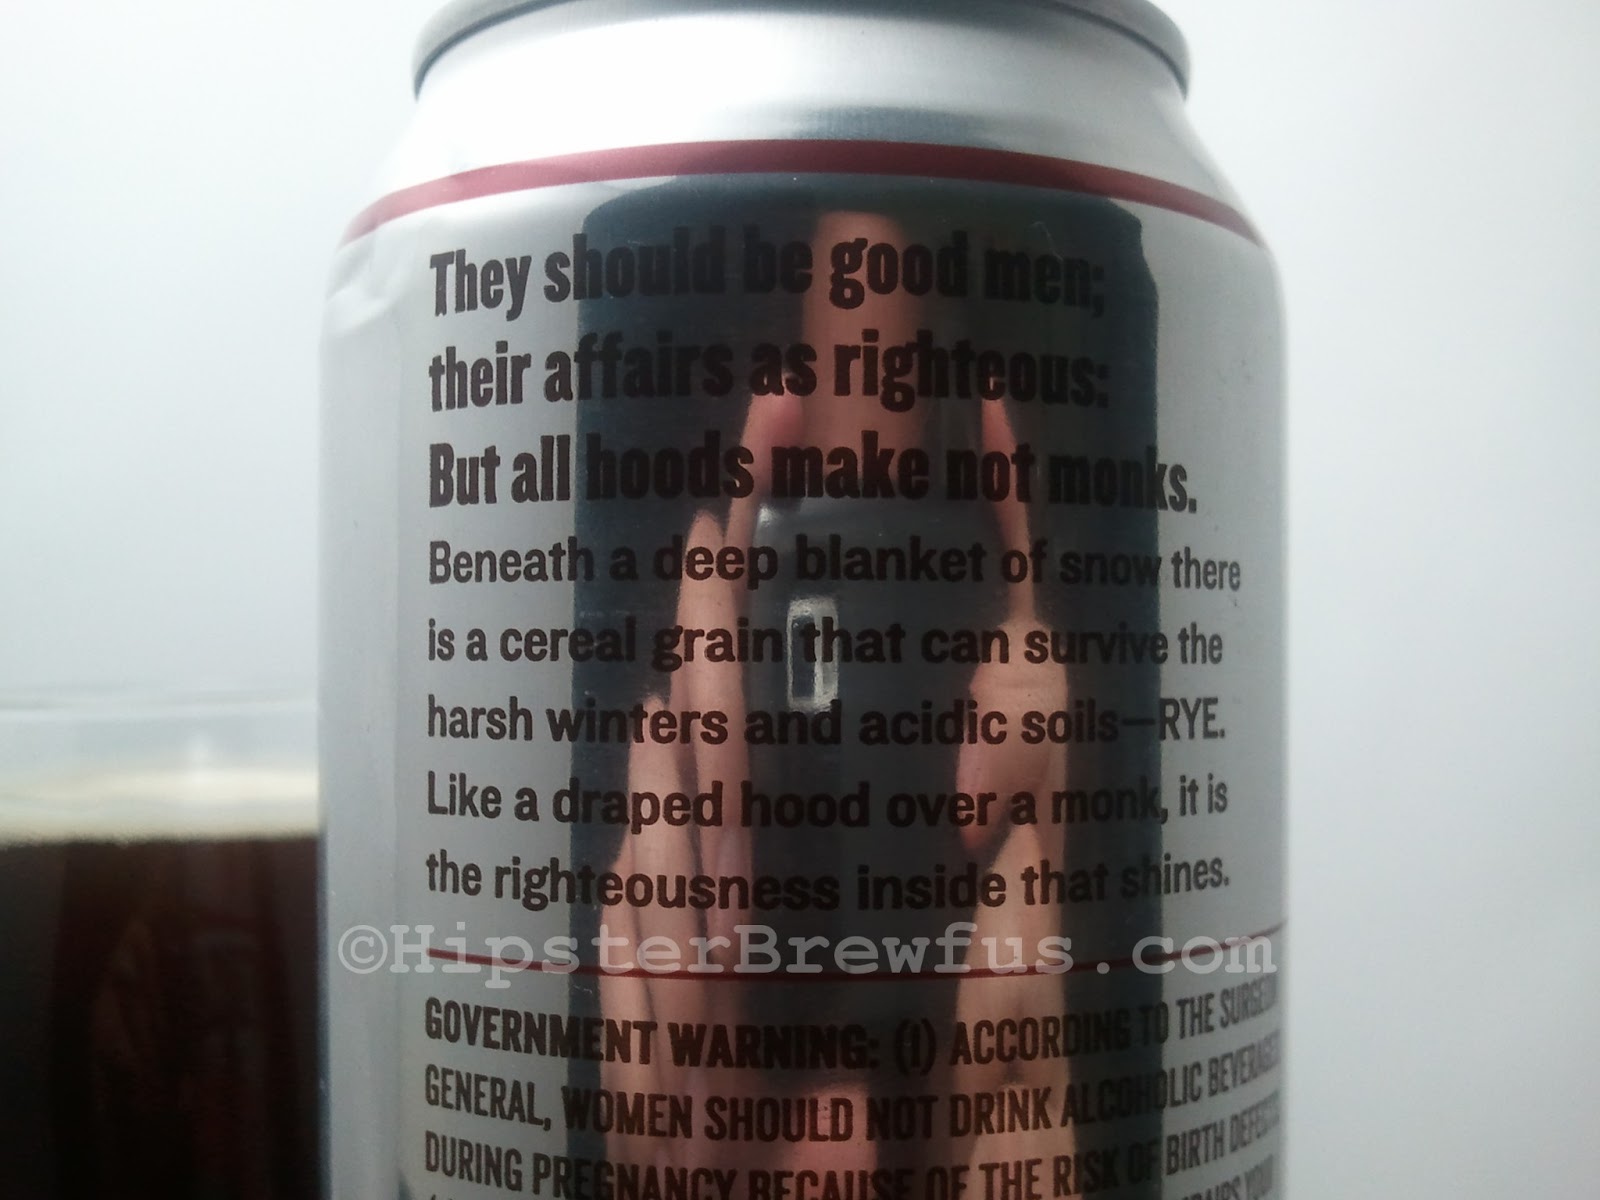 They should be good men;
their affairs as righteous:
But all hoods make not monks.
Beneath a deep blanket of snow there
is a cereal grain that can survive the
harsh winters and acidic soils—RYE.
Like a draped hood over a monk, it is
the righteousness inside that shines.
©HipsterBrewfus.com
GOVERNMENT WARNING: (1) ACCORDING TO THE SURGEON
GENERAL, WOMEN SHOULD NOT DRINK ALCOHOLIC BEVERAGES
DURING PREGNANCY BECAUSE OF THE RISK OF BIRTH DEFECTS